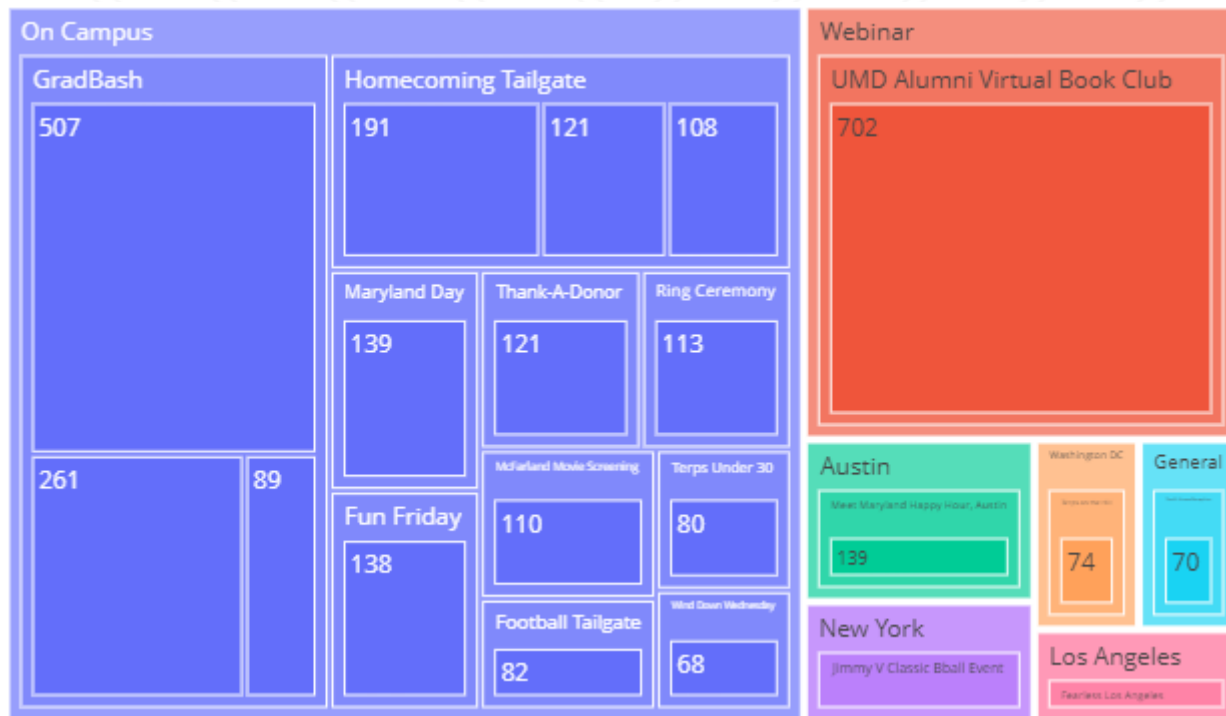 On Campus
GradBash
507
261
89
Homecoming Tailgate
191
121
108
Maryland Day
139
Thank-A-Donor
121
Ring Ceremony
113
Fun Friday
138
McFarland Movie Screening
110
Terps Under 30
80
Football Tailgate
82
Wind Down Wednesday
68
Webinar
UMD Alumni Virtual Book Club
702
Austin
Meet Maryland Happy Hour, Austin
139
Washington DC
74
General
70
New York
Jimmy V Classic Bball Event
Los Angeles
Fearless Los Angeles